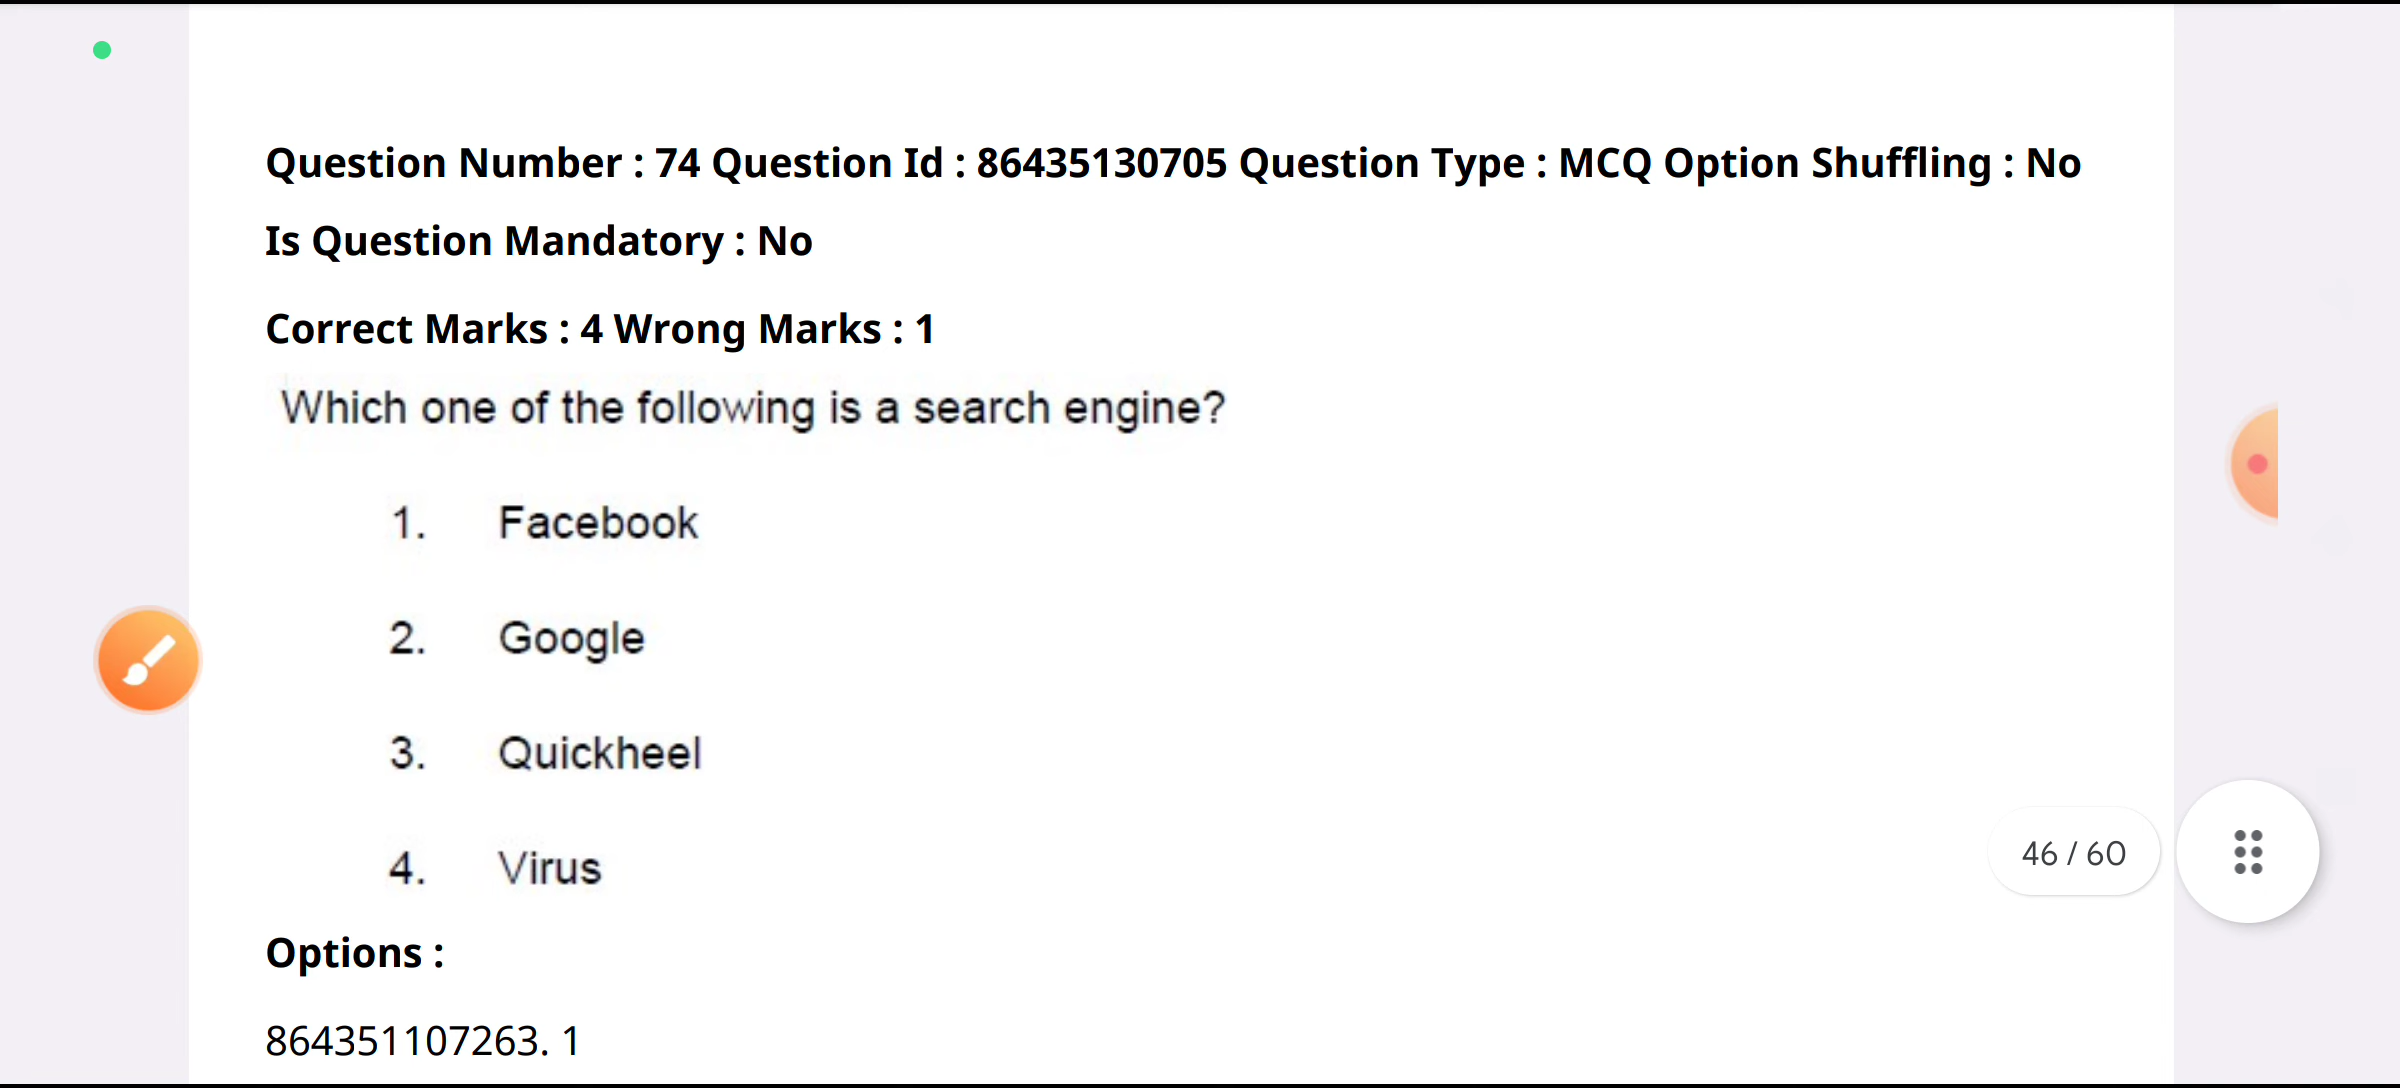 Question Number : 74 Question Id : 86435130705 Question Type : MCQ Option Shuffling : No
Is Question Mandatory : No
Correct Marks : 4 Wrong Marks : 1
Which one of the following is a search engine?
1. Facebook
2. Google
3. Quickheel
4. Virus
46 / 60
Options :
864351107263. 1